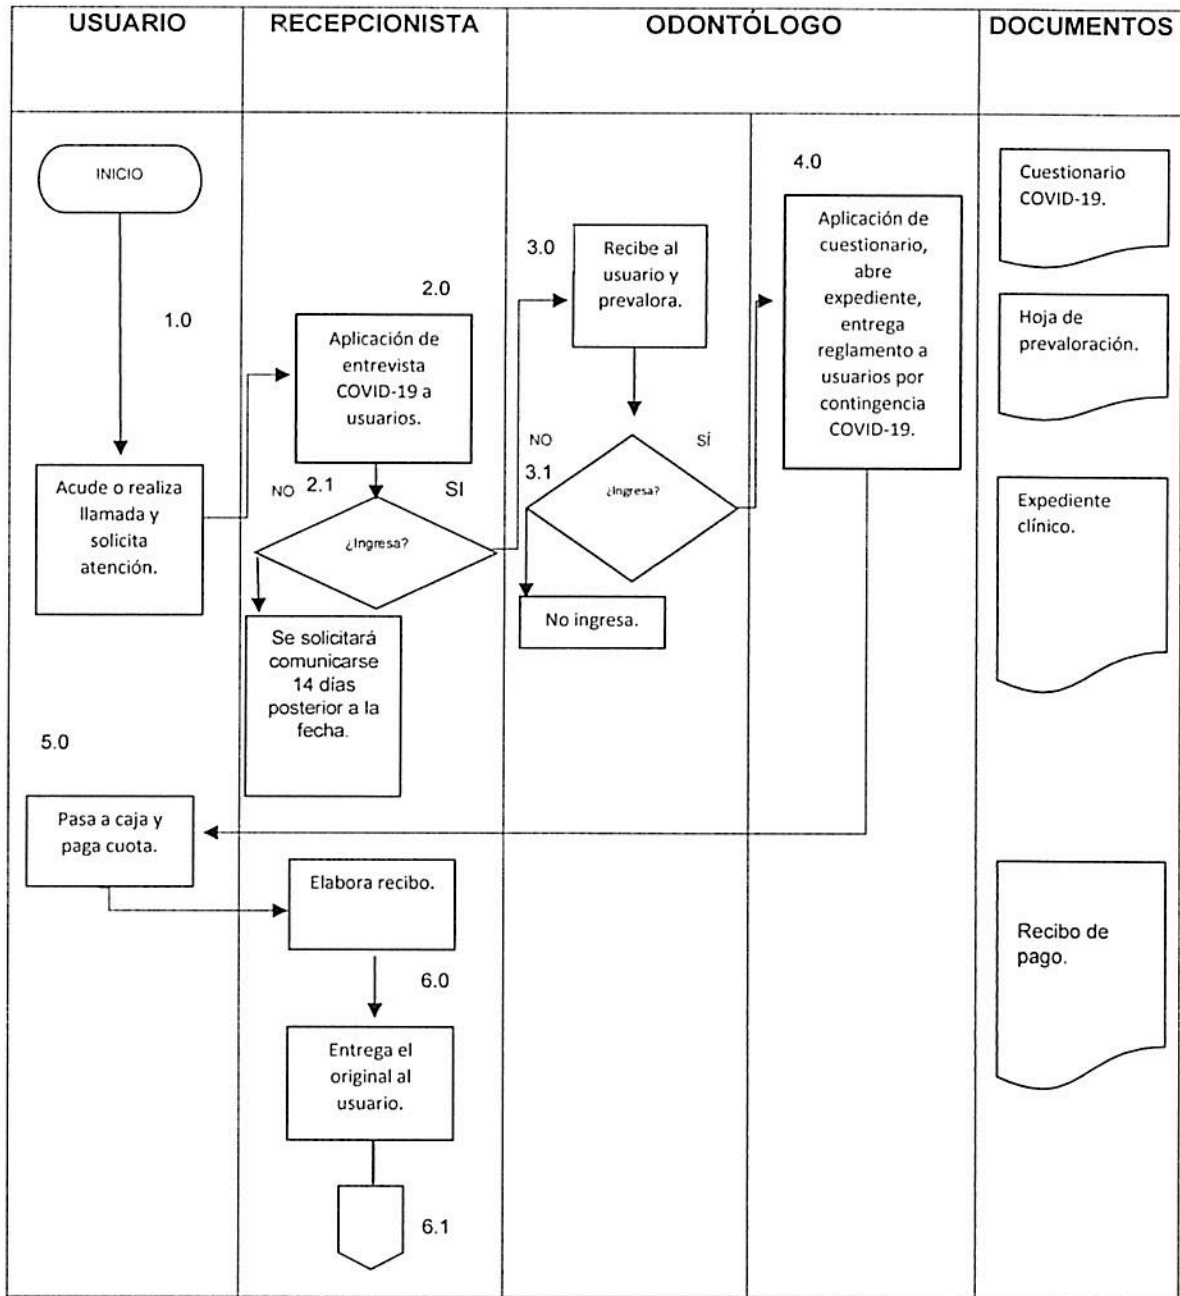 USUARIO
RECEPCIONISTA
ODONTÓLOGO
DOCUMENTOS
INICIO
1.0
Acude o realiza
llamada y
solicita
atención.
2.0
Aplicación de
entrevista
COVID-19 a
usuarios.
NO
2.1
SI
¿Ingresa?
Se solicitará
comunicarse
14 días
posterior a la
fecha.
3.0
Recibe al
usuario y
prevalora.
NO
SÍ
3.1
¿Ingresa?
No ingresa.
4.0
Aplicación de
cuestionario,
abre
expediente,
entrega
reglamento a
usuarios por
contingencia
COVID-19.
5.0
Pasa a caja y
paga cuota.
Elabora recibo.
6.0
Entrega el
original al
usuario.
6.1
Cuestionario
COVID-19.
Hoja de
prevaloración.
Expediente
clínico.
Recibo de
pago.